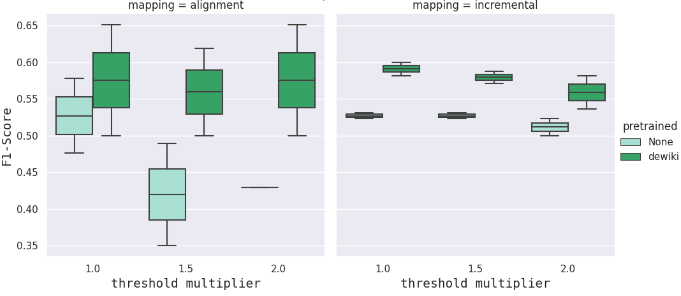 mapping = alignment
mapping = incremental
F1-Score
0.65
0.60
0.55
0.50
0.45
0.40
0.35
1.0 1.5 2.0
1.0 1.5 2.0
threshold multiplier
threshold multiplier
pretrained
None
dewiki